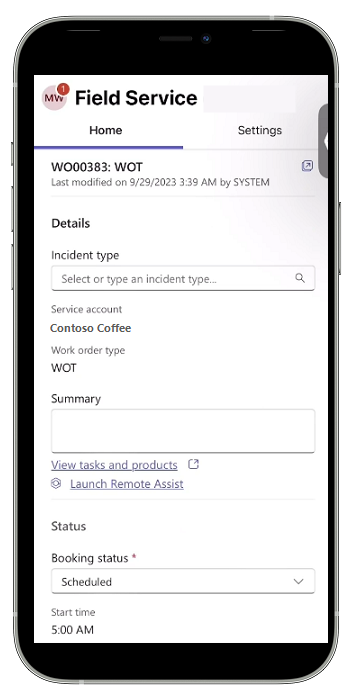 MW 1 Field Service
Home Settings
WO00383: WOT
Last modified on 9/29/2023 3:39 AM by SYSTEM
Details
Incident type
Select or type an incident type...
Service account
Contoso Coffee
Work order type
WOT
Summary
View tasks and products
Launch Remote Assist
Status
Booking status *
Scheduled
Start time
5:00 AM